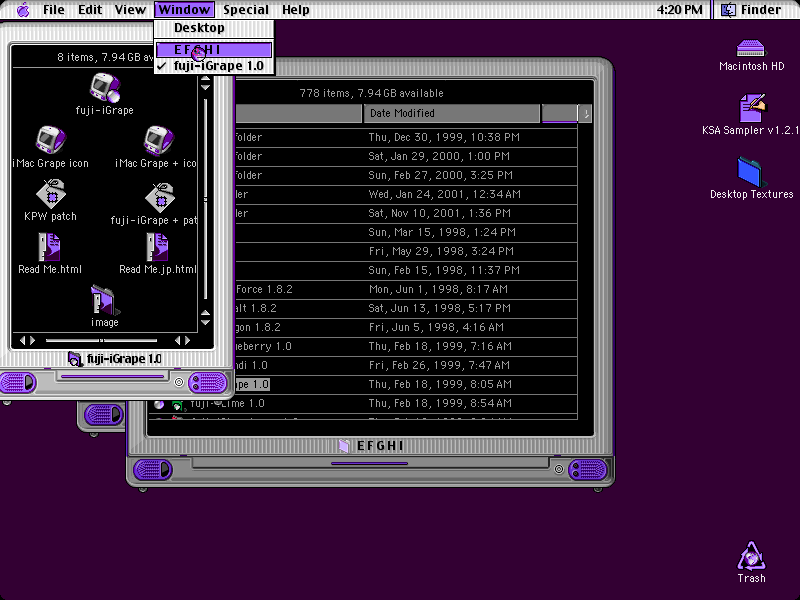 File Edit View Window Special Help 4:20 PM Finder
Desktop
E F G H I
✓ fuji-iGrape 1.0
8 items, 7.94GB av
fuji-iGrape
iMac Grape icon
iMac Grape + ico
KPW patch
fuji-iGrape + pat
Read Me.html
Read Me.jp.html
image
fuji-iGrape 1.0
778 items, 7.94GB available
Date Modified
folder Thu, Dec 30, 1999, 10:38 PM
folder Sat, Jan 29, 2000, 1:00 PM
folder Sun, Feb 27, 2000, 3:25 PM
der Wed, Jan 24, 2001, 12:34 AM
der Sat, Nov 10, 2001, 1:36 PM
Sun, Mar 15, 1998, 1:24 PM
Fri, May 29, 1998, 3:24 PM
Sun, Feb 15, 1998, 11:37 PM
Force 1.8.2 Mon, Jun 1, 1998, 8:17 AM
alt 1.8.2 Sat, Jun 13, 1998, 5:17 PM
gon 1.8.2 Fri, Jun 5, 1998, 4:16 AM
ueberry 1.0 Thu, Feb 18, 1999, 7:16 AM
ndi 1.0 Fri, Feb 26, 1999, 7:47 AM
ape 1.0 Thu, Feb 18, 1999, 8:05 AM
fuji-iLime 1.0 Thu, Feb 18, 1999, 8:54 AM
E F G H I
Macintosh HD
KSA Sampler v1.2.1
Desktop Textures
Trash